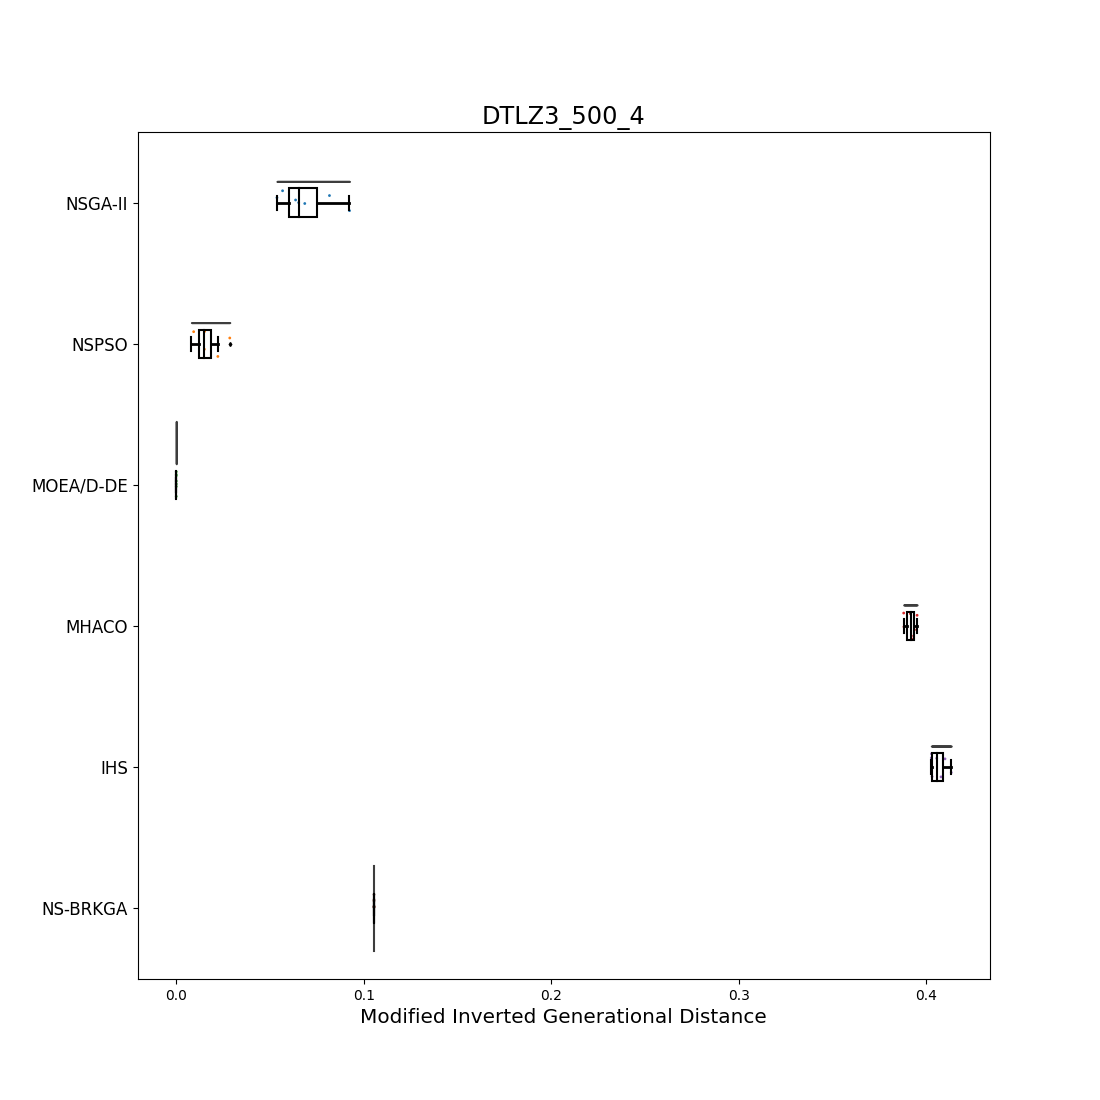 DTLZ3_500_4
NSGA-II
NSPSO
MOEA/D-DE
MHACO
IHS
NS-BRKGA
0.0 0.1 0.2 0.3 0.4
Modified Inverted Generational Distance